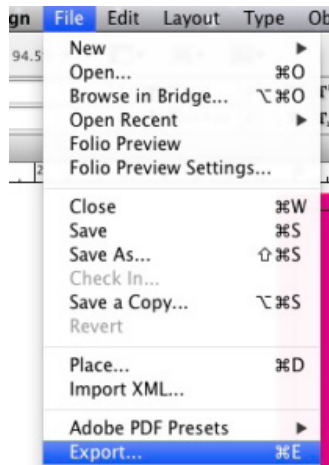 gn File Edit Layout Type Ob
94.5
New
Open... ⌘O
Browse in Bridge... ⌥⌘O
Open Recent
Folio Preview
Folio Preview Settings...
Close ⌘W
Save ⌘S
Save As... ⇧⌘S
Check In...
Save a Copy... ⌥⌘S
Revert
Place... ⌘D
Import XML...
Adobe PDF Presets
Export... ⌘E